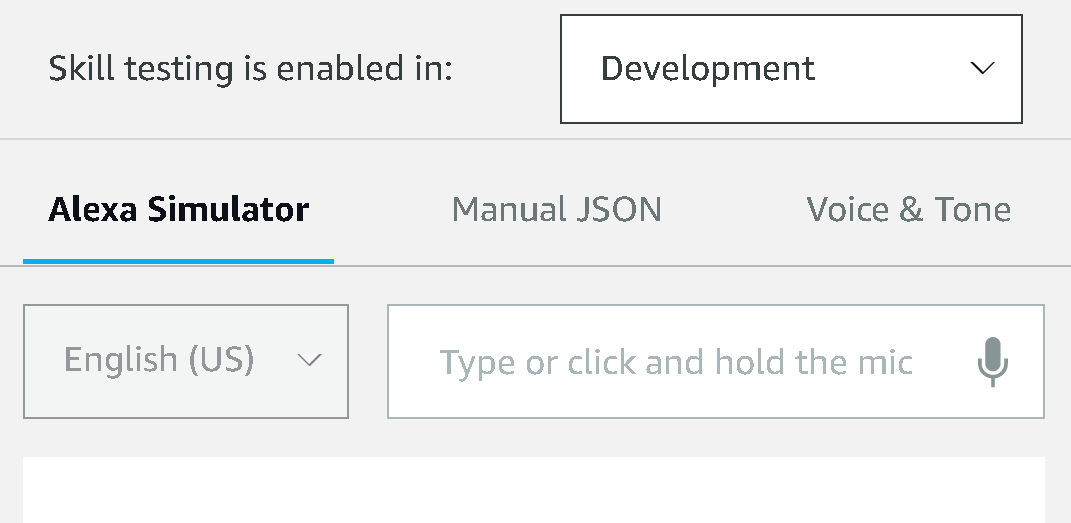 Skill testing is enabled in: Development
Alexa Simulator Manual JSON Voice & Tone
English (US) Type or click and hold the mic